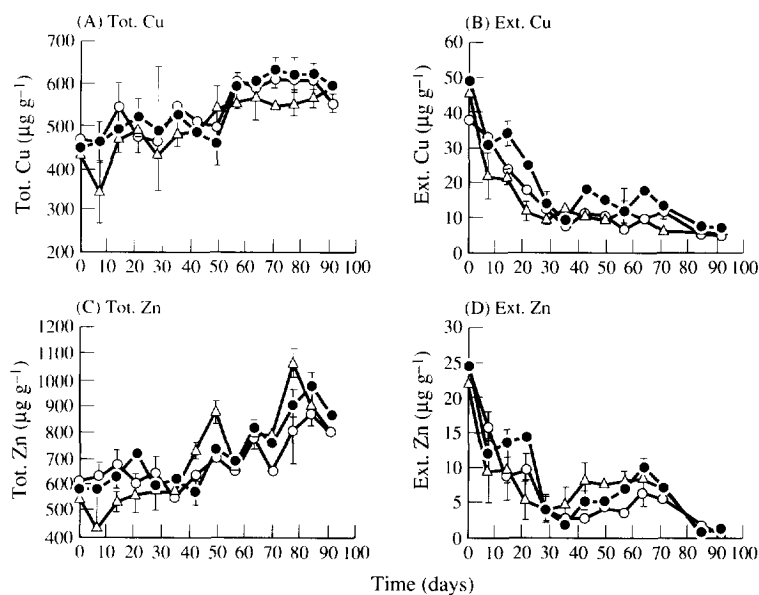 (A) Tot. Cu
Tot. Cu (µg g⁻¹)
700
600
500
400
300
200
0 10 20 30 40 50 60 70 80 90 100
(B) Ext. Cu
Ext. Cu (µg g⁻¹)
60
50
40
30
20
10
0
0 10 20 30 40 50 60 70 80 90 100
(C) Tot. Zn
Tot. Zn (µg g⁻¹)
1200
1100
1000
900
800
700
600
500
400
0 10 20 30 40 50 60 70 80 90 100
(D) Ext. Zn
Ext. Zn (µg g⁻¹)
30
25
20
15
10
5
0
0 10 20 30 40 50 60 70 80 90 100
Time (days)